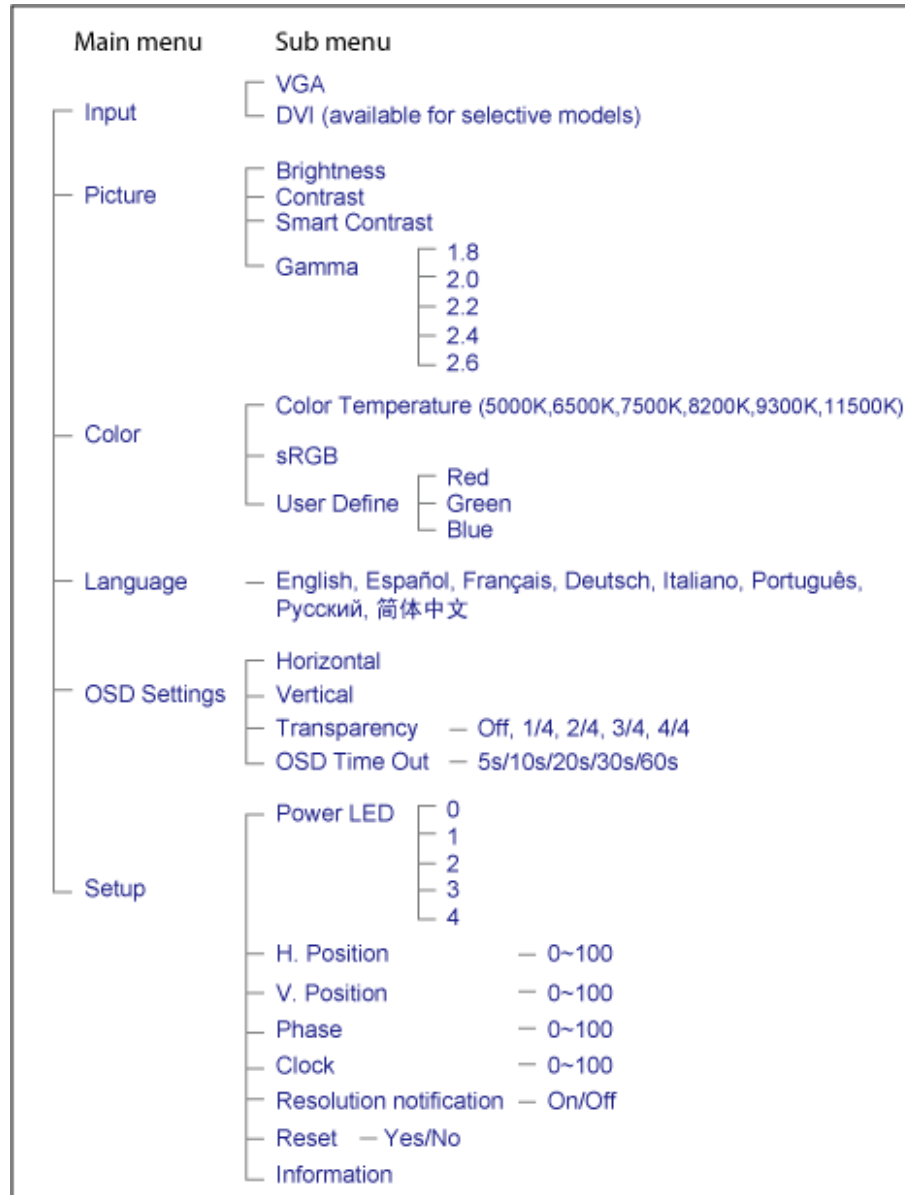 Main menu Sub menu
VGA
Input
DVI (available for selective models)
Brightness
Picture
Contrast
Smart Contrast
Gamma
1.8
2.0
2.2
2.4
2.6
Color Temperature (5000K,6500K,7500K,8200K,9300K,11500K)
Color
sRGB
Red
User Define
Green
Blue
Language
English, Español, Français, Deutsch, Italiano, Português,
Русский, 简体中文
Horizontal
OSD Settings
Vertical
Transparency
Off, 1/4, 2/4, 3/4, 4/4
OSD Time Out
5s/10s/20s/30s/60s
Power LED
0
1
2
3
4
Setup
H. Position
0~100
V. Position
0~100
Phase
0~100
Clock
0~100
Resolution notification
On/Off
Reset
Yes/No
Information